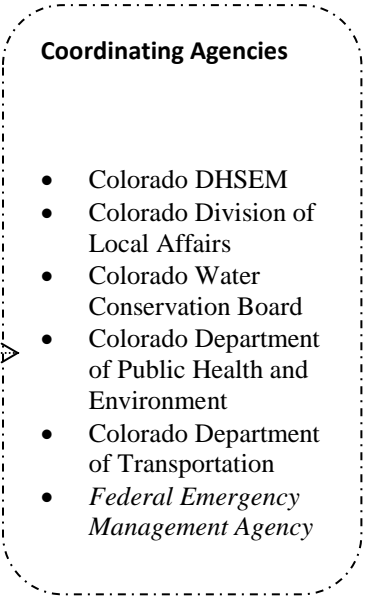 Coordinating Agencies
• Colorado DHSEM
• Colorado Division of
Local Affairs
• Colorado Water
Conservation Board
• Colorado Department
of Public Health and
Environment
• Colorado Department
of Transportation
• Federal Emergency
Management Agency